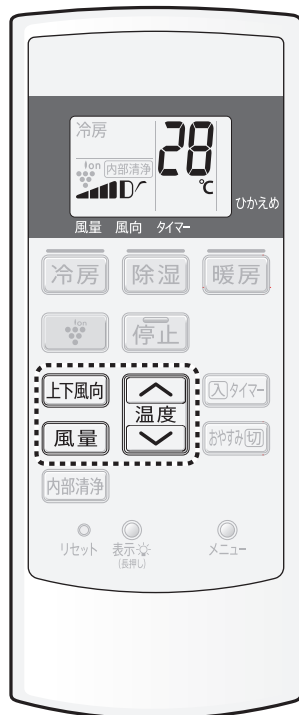 冷房
28
ion 内部清浄
℃
ひかえめ
風量 風向 タイマー
冷房 除湿 暖房
ion 停止
上下風向 温度 入タイマー
風量 おやすみ切
内部清浄
リセット 表示 メニュー
(長押し)